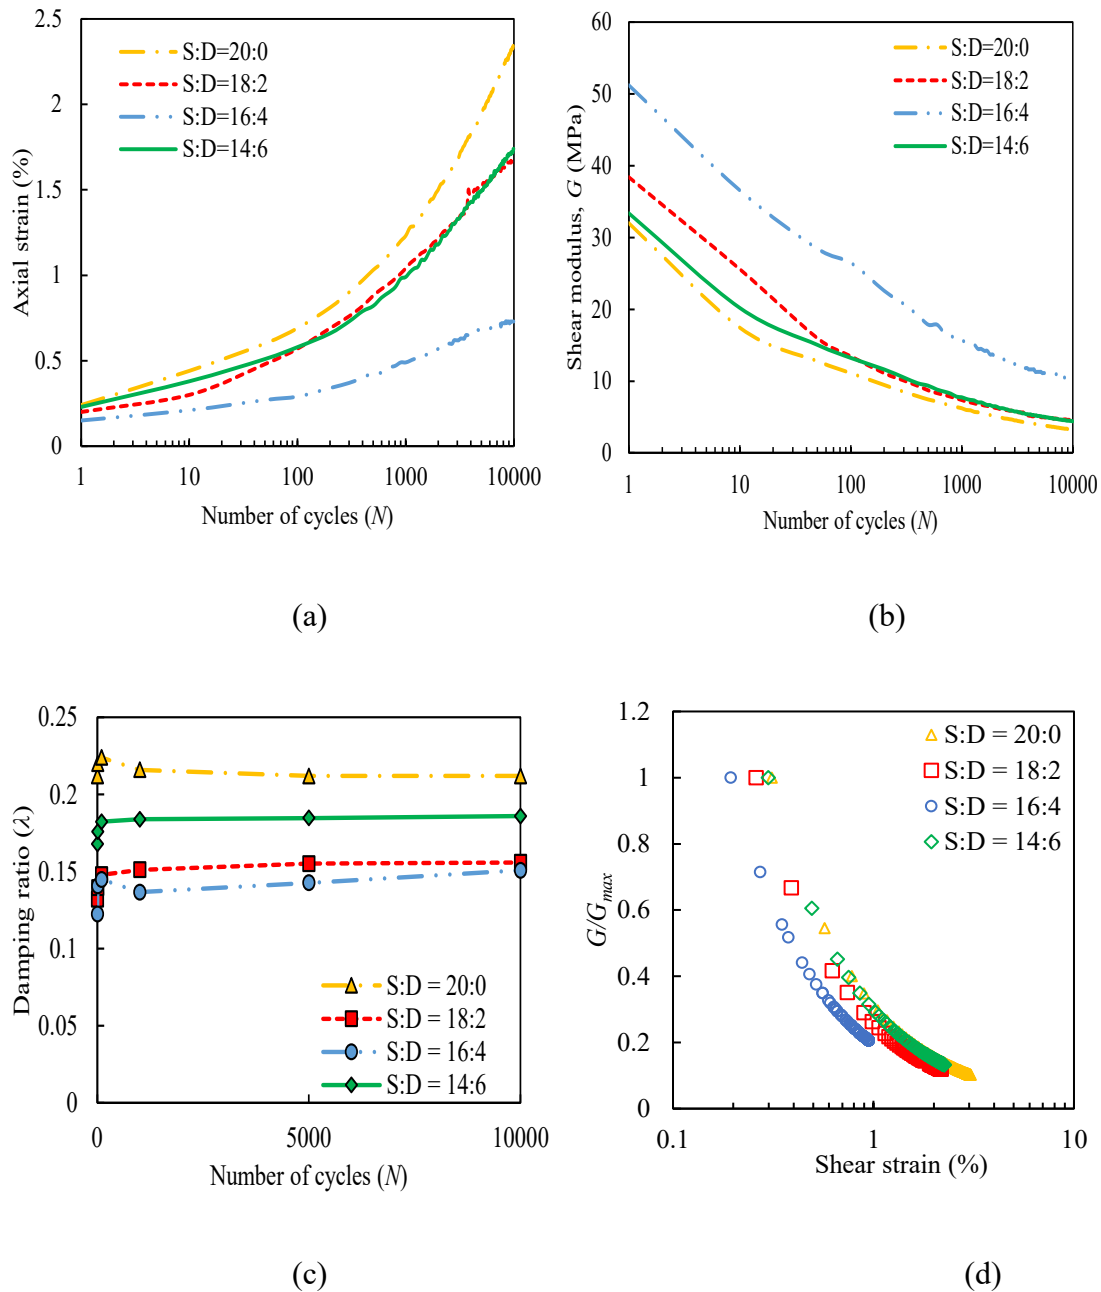 2.5
2
1.5
1
0.5
0
Axial strain (%)
S:D=20:0
S:D=18:2
S:D=16:4
S:D=14:6
1 10 100 1000 10000
Number of cycles (N)
(a)
60
50
40
30
20
10
0
Shear modulus, G (MPa)
S:D=20:0
S:D=18:2
S:D=16:4
S:D=14:6
1 10 100 1000 10000
Number of cycles (N)
(b)
0.25
0.2
0.15
0.1
0.05
0
Damping ratio (λ)
S:D = 20:0
S:D = 18:2
S:D = 16:4
S:D = 14:6
0 5000 10000
Number of cycles (N)
(c)
1.2
1
0.8
0.6
0.4
0.2
0
G/Gmax
S:D = 20:0
S:D = 18:2
S:D = 16:4
S:D = 14:6
0.1 1 10
Shear strain (%)
(d)